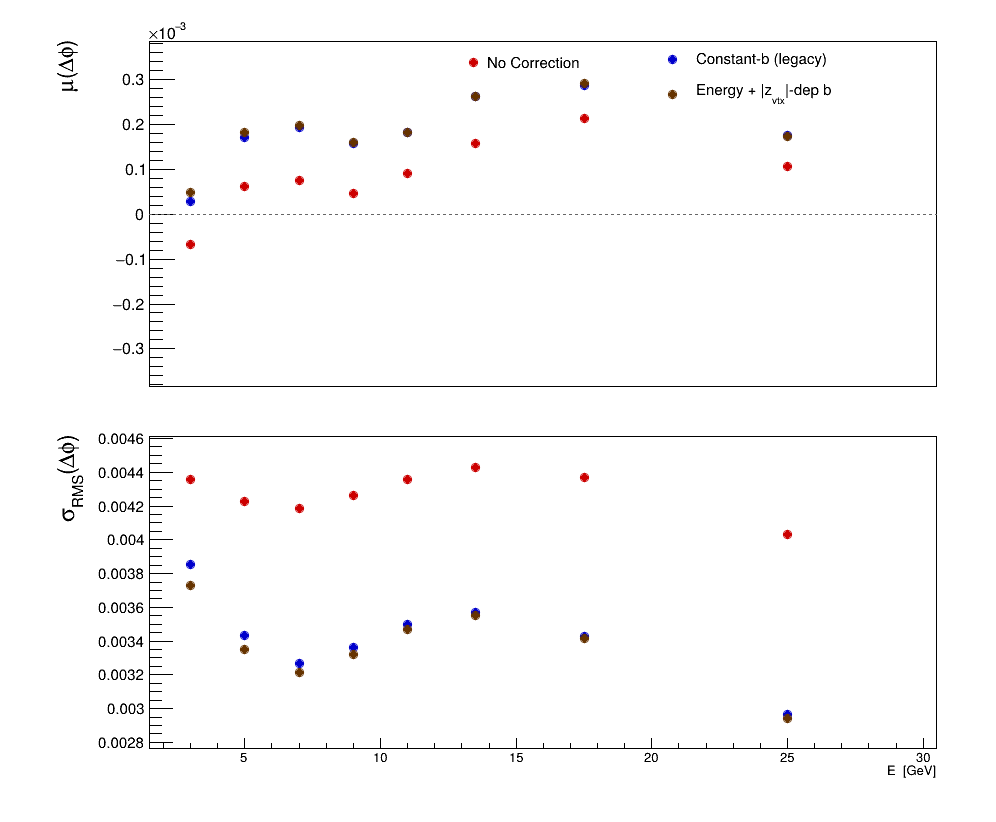 ×10⁻³
μ(Δϕ)
No Correction
Constant-b (legacy)
Energy + |z_vtx|-dep b
0.3
0.2
0.1
0
−0.1
−0.2
−0.3
σ_RMS(Δϕ)
0.0046
0.0044
0.0042
0.004
0.0038
0.0036
0.0034
0.0032
0.003
0.0028
5 10 15 20 25 30
E [GeV]